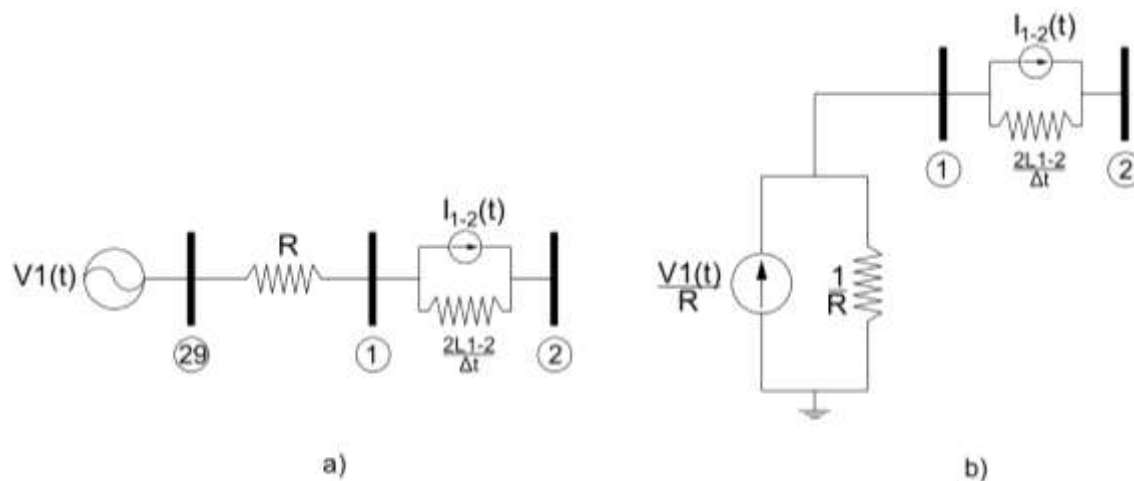 V1(t)
29
R
1
I1-2(t)
2L1-2
Δt
2
a)
V1(t)
R
1
R
1
I1-2(t)
2L1-2
Δt
2
b)